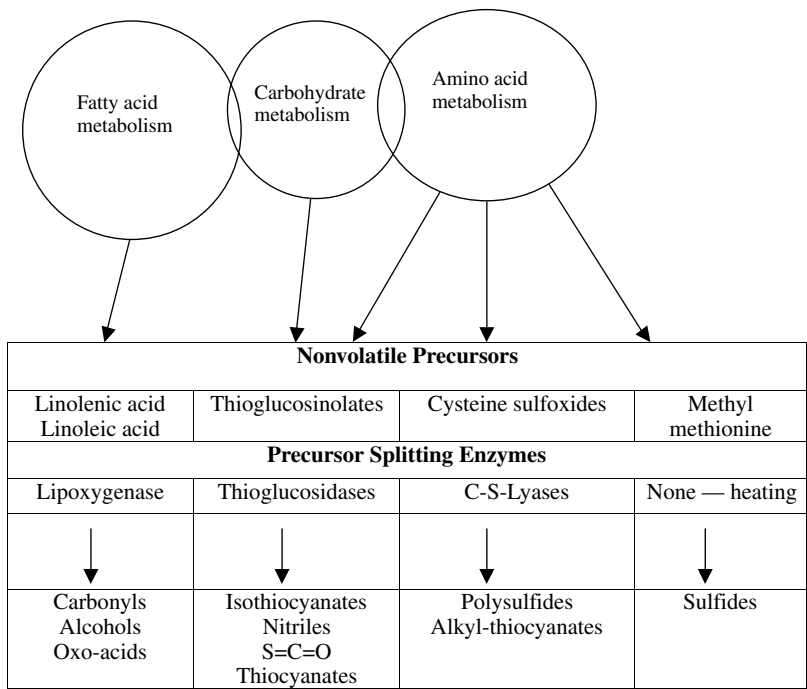 Fatty acid
metabolism
Carbohydrate
metabolism
Amino acid
metabolism
Nonvolatile Precursors
Linolenic acid
Linoleic acid
Thioglucosinolates
Cysteine sulfoxides
Methyl
methionine
Precursor Splitting Enzymes
Lipoxygenase
Thioglucosidases
C-S-Lyases
None — heating
Carbonyls
Alcohols
Oxo-acids
Isothiocyanates
Nitriles
S=C=O
Thiocyanates
Polysulfides
Alkyl-thiocyanates
Sulfides